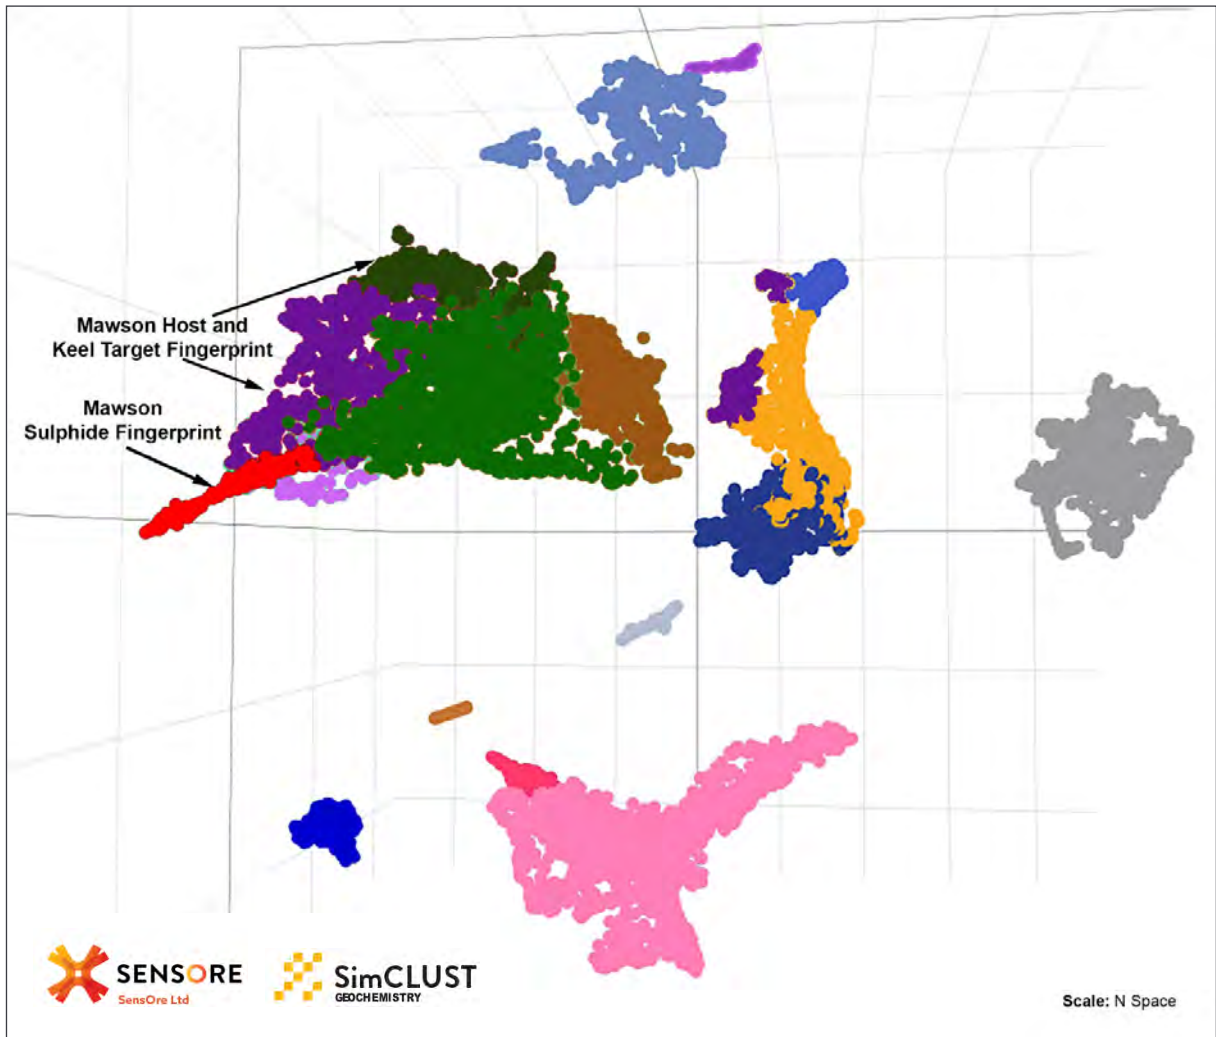 Mawson Host and
Keel Target Fingerprint
Mawson
Sulphide Fingerprint
SENSORE
SensOre Ltd
SimCLUST
GEOCHEMISTRY
Scale: N Space